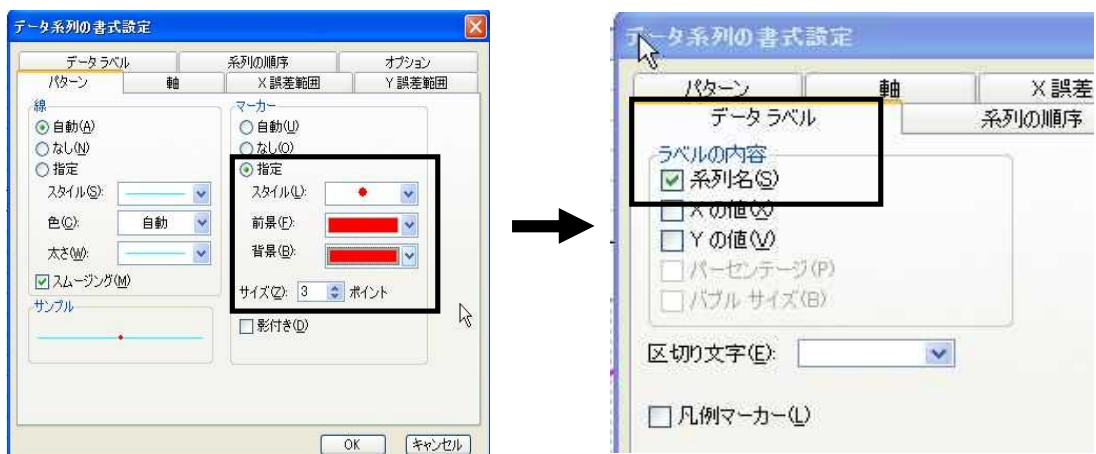 データ系列の書式設定
データラベル 系列の順序 オプション
パターン 軸 X 誤差範囲 Y 誤差範囲
線
自動(A)
なし(N)
指定
スタイル(S):
色(C): 自動
太さ(W):
スムージング(M)
サンプル
マーカー
自動(U)
なし(O)
指定
スタイル(L):
前景(F):
背景(B):
サイズ(Z): 3 ポイント
影付き(D)
OK キャンセル
データ系列の書式設定
パターン 軸 X 誤差
データラベル 系列の順序
ラベルの内容
系列名(S)
X の値(X)
Y の値(V)
パーセンテージ(P)
バブル サイズ(B)
区切り文字(E):
凡例マーカー(L)